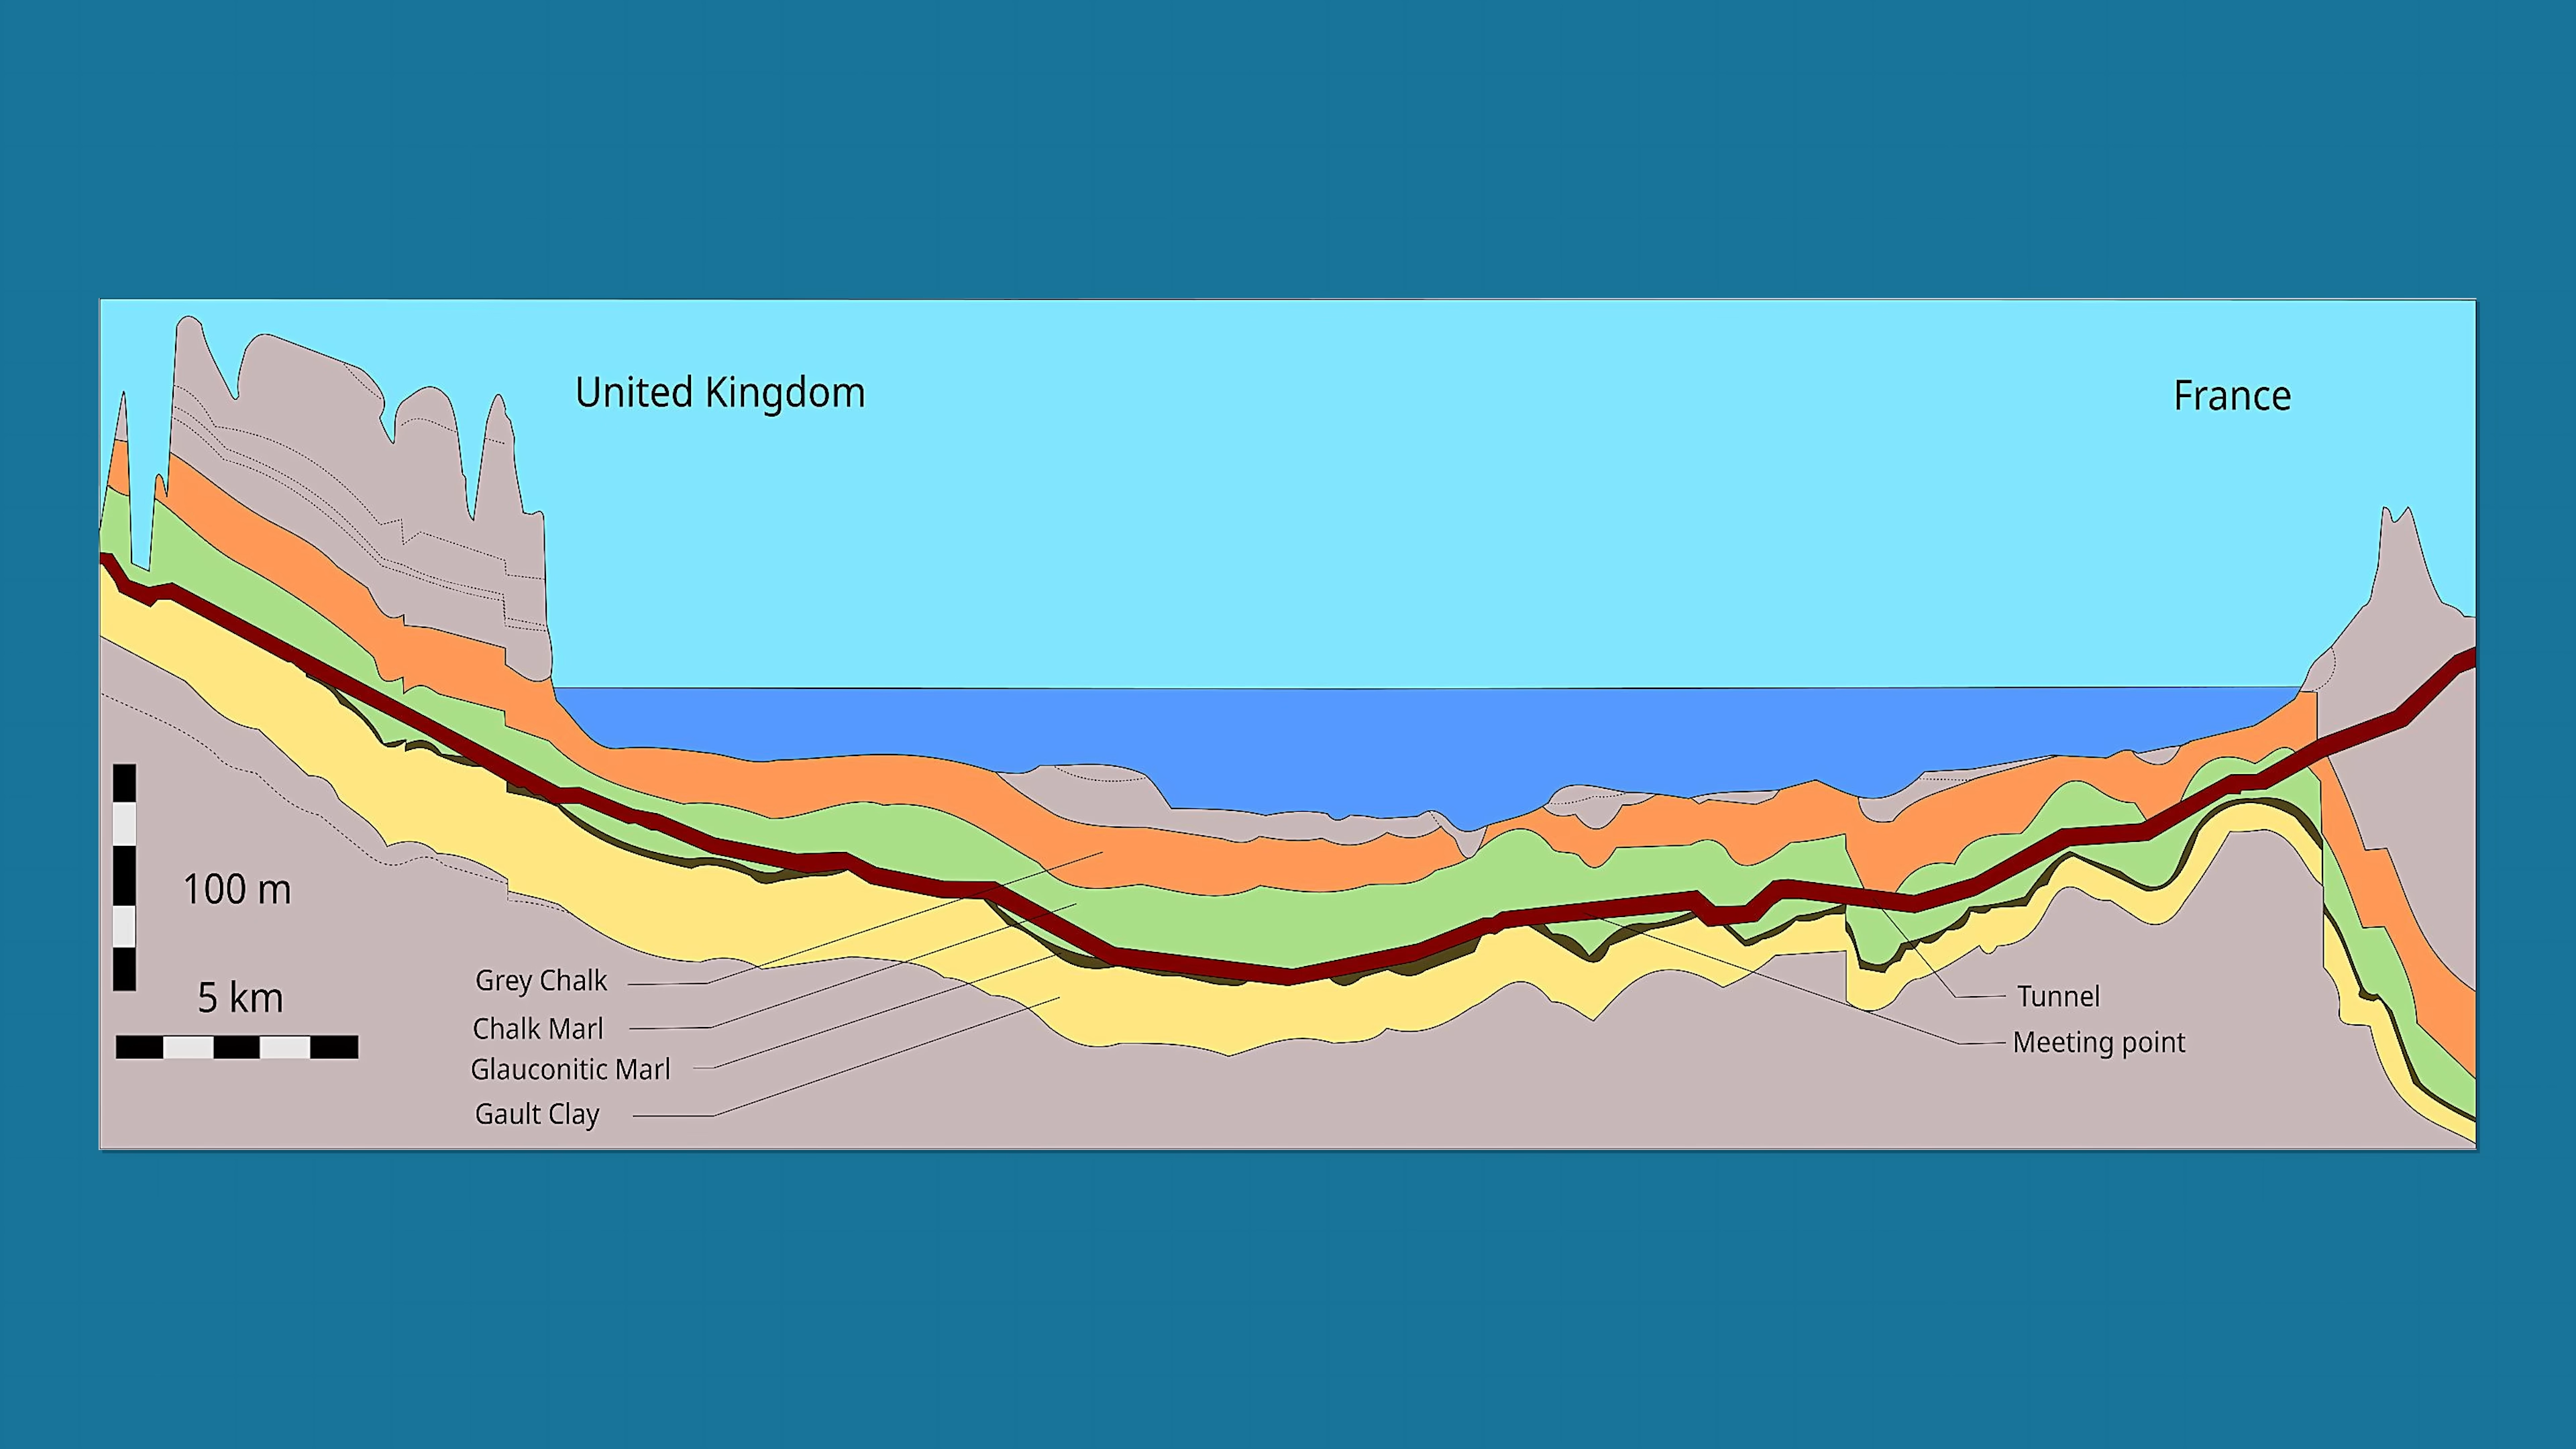 United Kingdom
France
100 m
5 km
Grey Chalk
Chalk Marl
Glauconitic Marl
Gault Clay
Tunnel
Meeting point